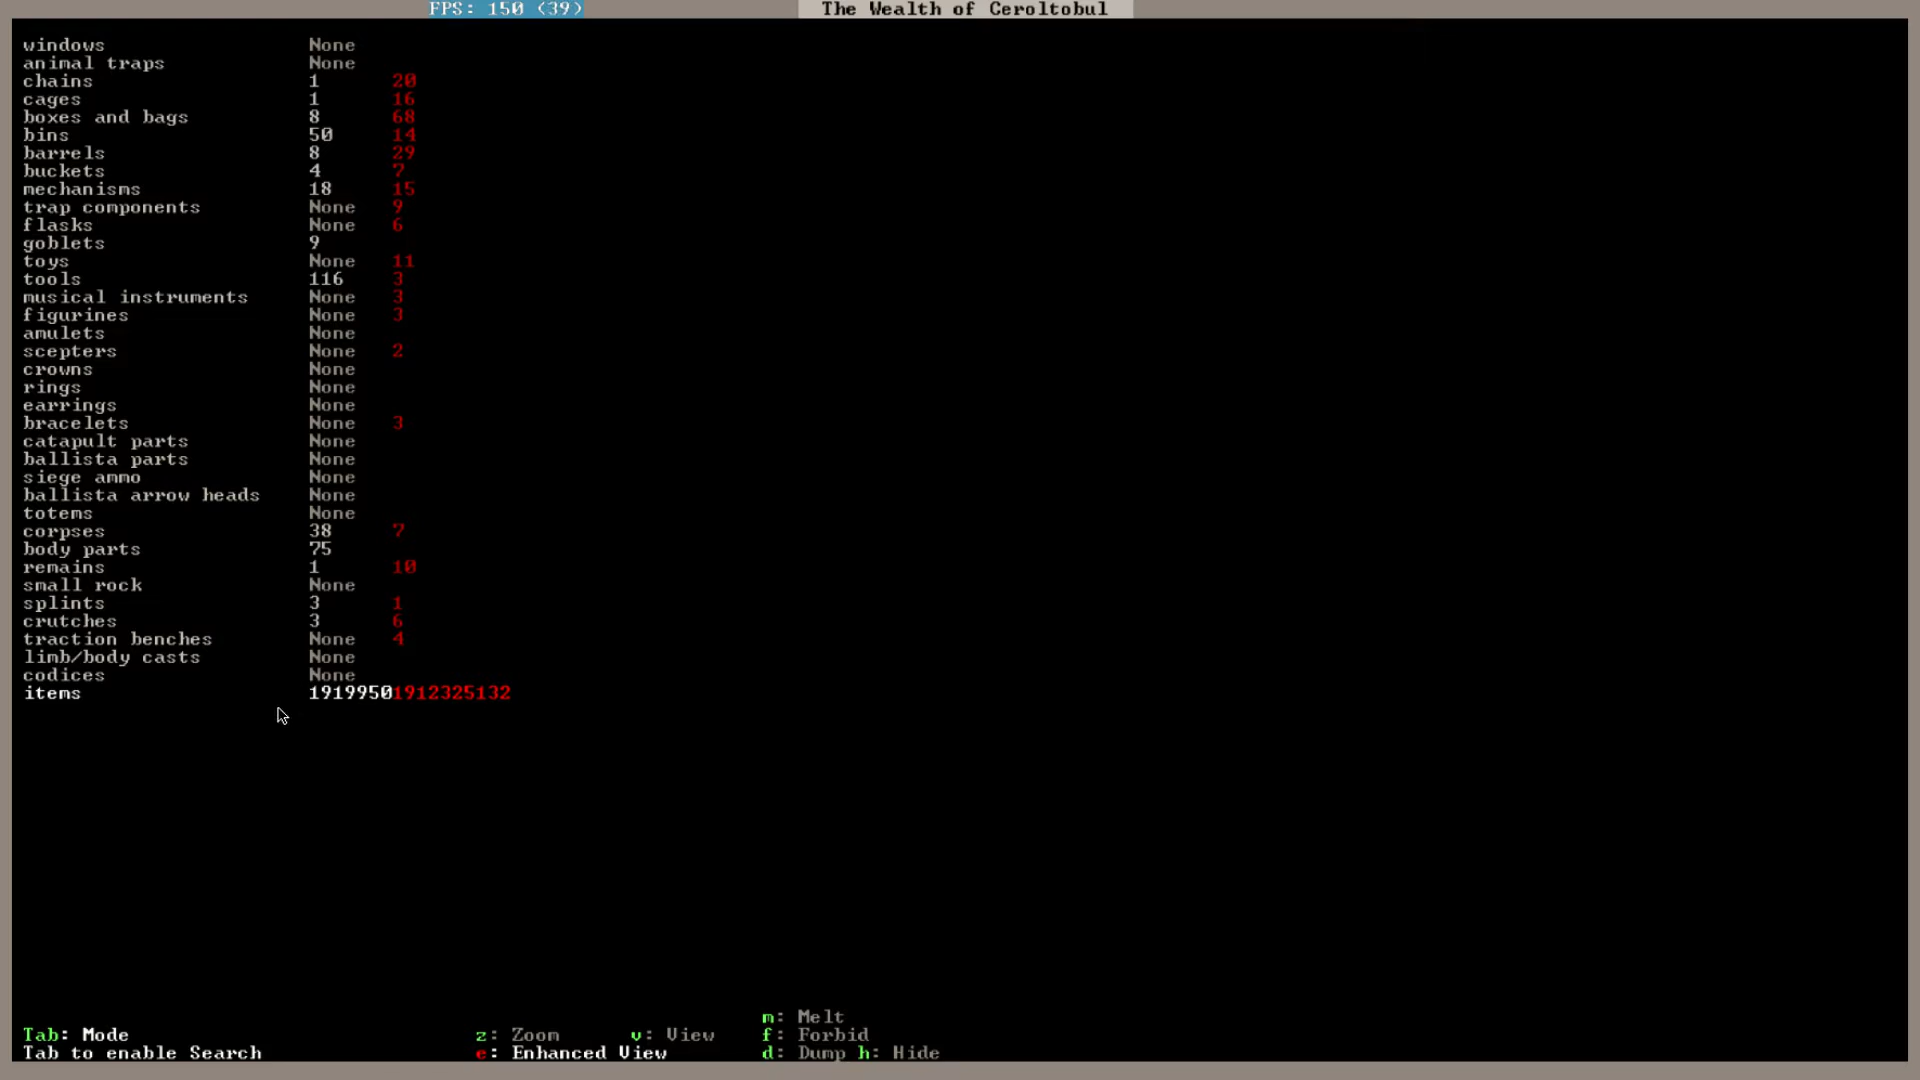 FPS: 150 (39) The Wealth of Ceroltobul
windows None
animal traps None
chains 1 20
cages 1 16
boxes and bags 8 68
bins 50 14
barrels 8 29
buckets 4 7
mechanisms 18 15
trap components None 9
flasks None 6
goblets 9
toys None 11
tools 116 3
musical instruments None 3
figurines None 3
amulets None
scepters None 2
crowns None
rings None
earrings None
bracelets None 3
catapult parts None
ballista parts None
siege ammo None
ballista arrow heads None
totems None
corpses 38 7
body parts 75
remains 1 10
small rock None
splints 3 1
crutches 3 6
traction benches None 4
limb/body casts None
codices None
items 19199501912325132
m: Melt
Tab: Mode z: Zoom v: View f: Forbid
Tab to enable Search e: Enhanced View d: Dump h: Hide